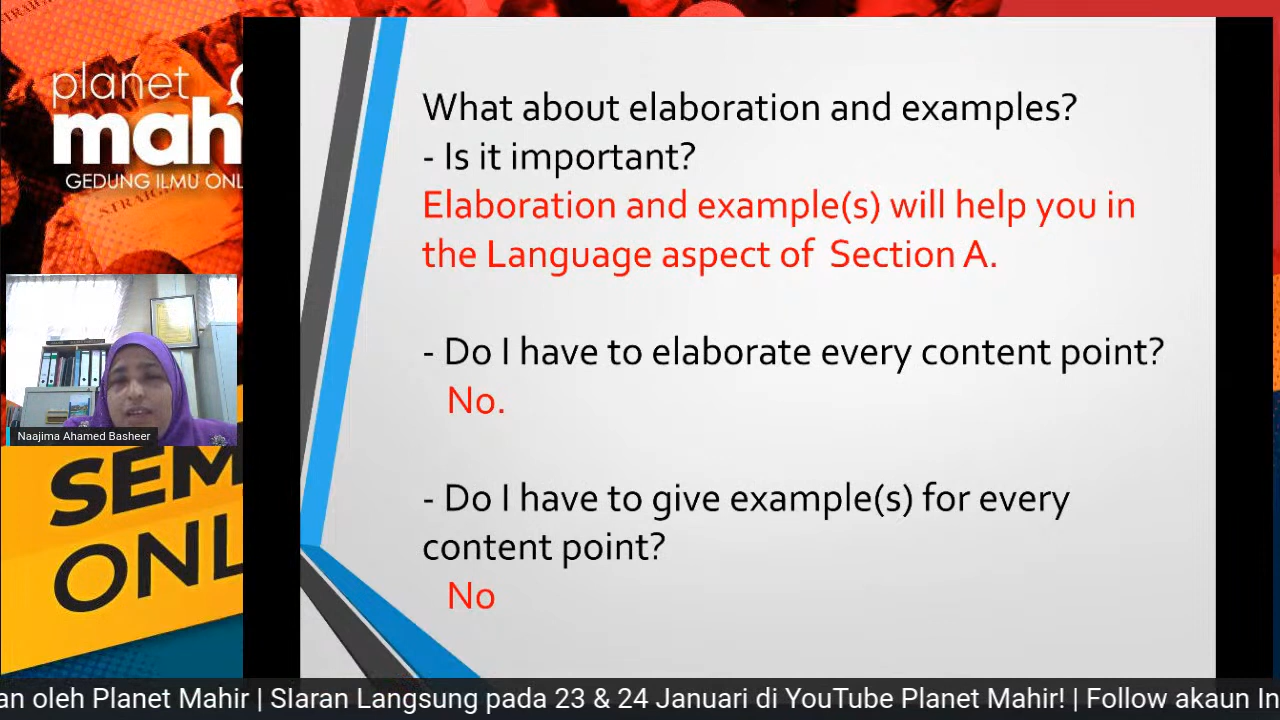 planet
mah
GEDUNG ILMU ONL
What about elaboration and examples?
- Is it important?
Elaboration and example(s) will help you in
the Language aspect of Section A.
- Do I have to elaborate every content point?
No.
- Do I have to give example(s) for every
content point?
No
Naajima Ahamed Basheer
SEM
ONL
an oleh Planet Mahir | SIaran Langsung pada 23 & 24 Januari di YouTube Planet Mahir! | Follow akaun In